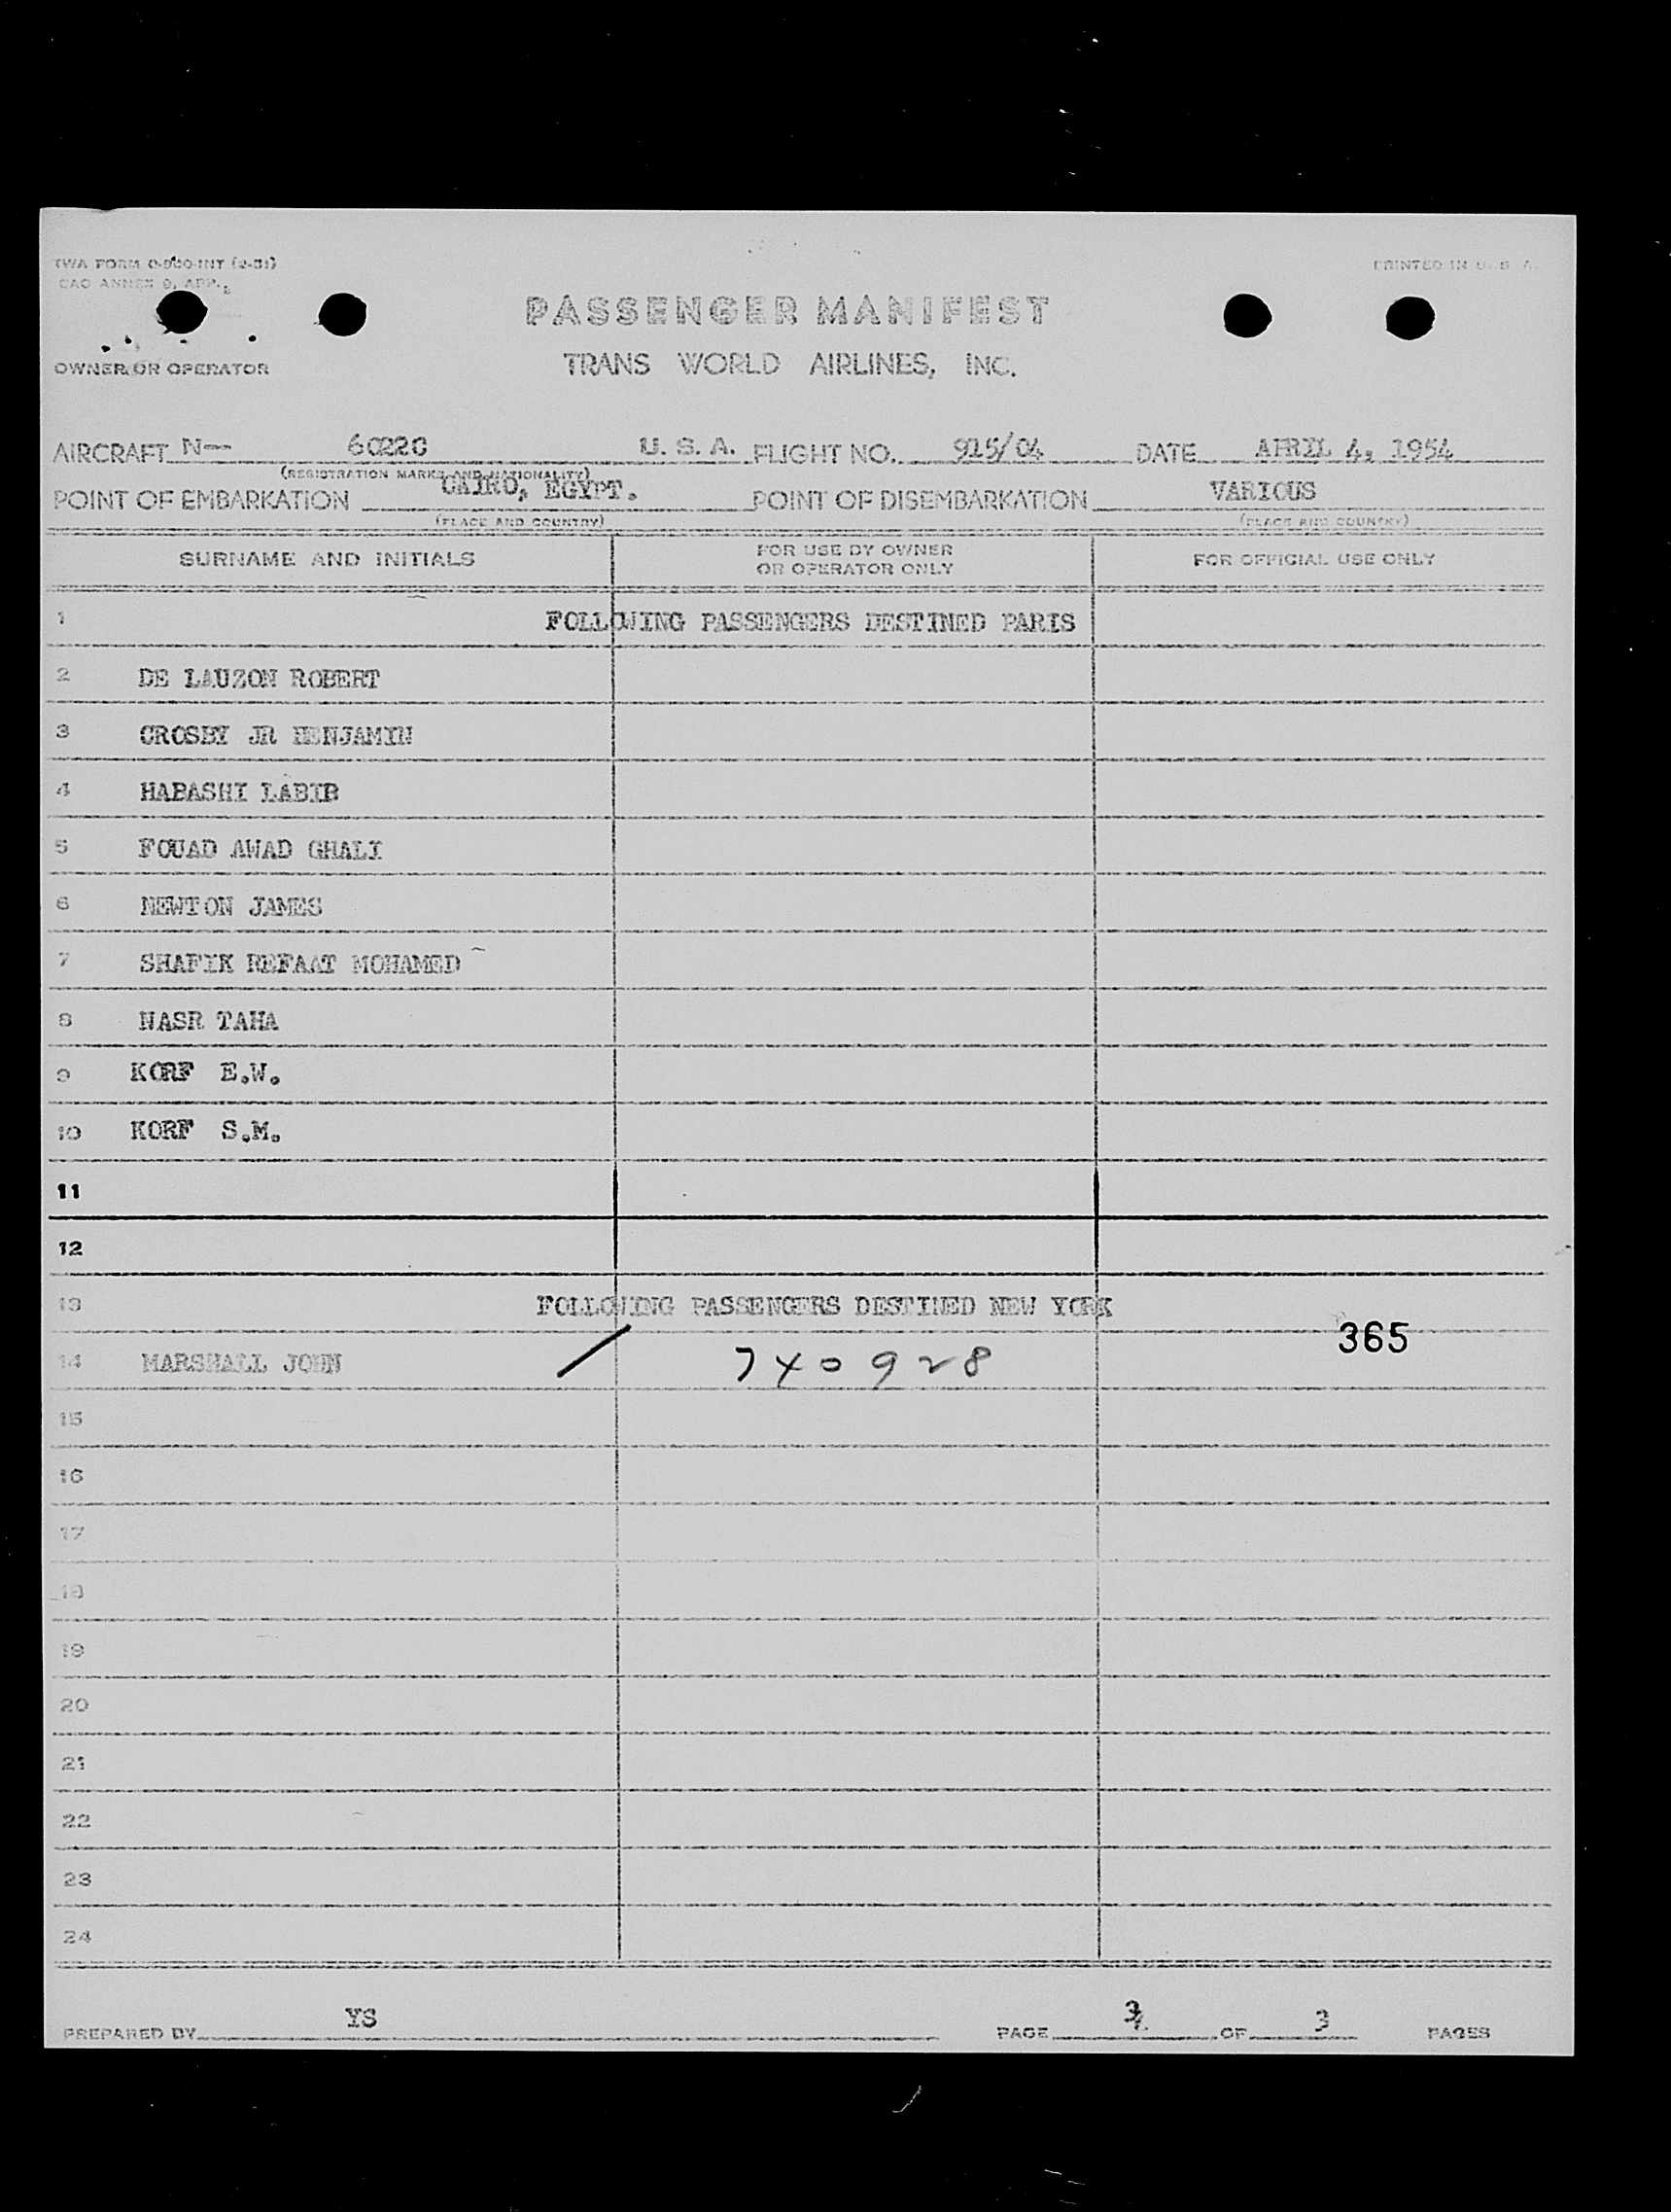 TWA FORM
PRINTED IN U. S. A.
PASSENGER MANIFEST
OWNER OR OPERATOR
TRANS WORLD AIRLINES, INC.
AIRCRAFT N-- U. S. A. FLIGHT NO. 915/04 DATE APRIL 4, 1954
(REGISTRATION MARKS AND NATIONALITY)
POINT OF EMBARKATION CAIRO, EGYPT. POINT OF DISEMBARKATION VARIOUS
(PLACE AND COUNTRY) (PLACE AND COUNTRY)
SURNAME AND INITIALS FOR USE BY OWNER OR OPERATOR ONLY FOR OFFICIAL USE ONLY
1 FOLLOWING PASSENGERS DESTINED PARIS
2 DE LAUZON ROBERT
3 CROSBY JR BENJAMIN
4 HABASHI LABIB
5 FOUAD AWAD GHALI
6 NEWTON JAMES
7 SHAFIK REFAAT MOHAMED
8 NASR TAHA
9 KORF E.W.
10 KORF S.M.
11
12
13 FOLLOWING PASSENGERS DESTINED NEW YORK
365
14 MARSHALL JOHN / 740928
15
16
17
18
19
20
21
22
23
24
PREPARED BY YS PAGE 3 OF 3 PAGES